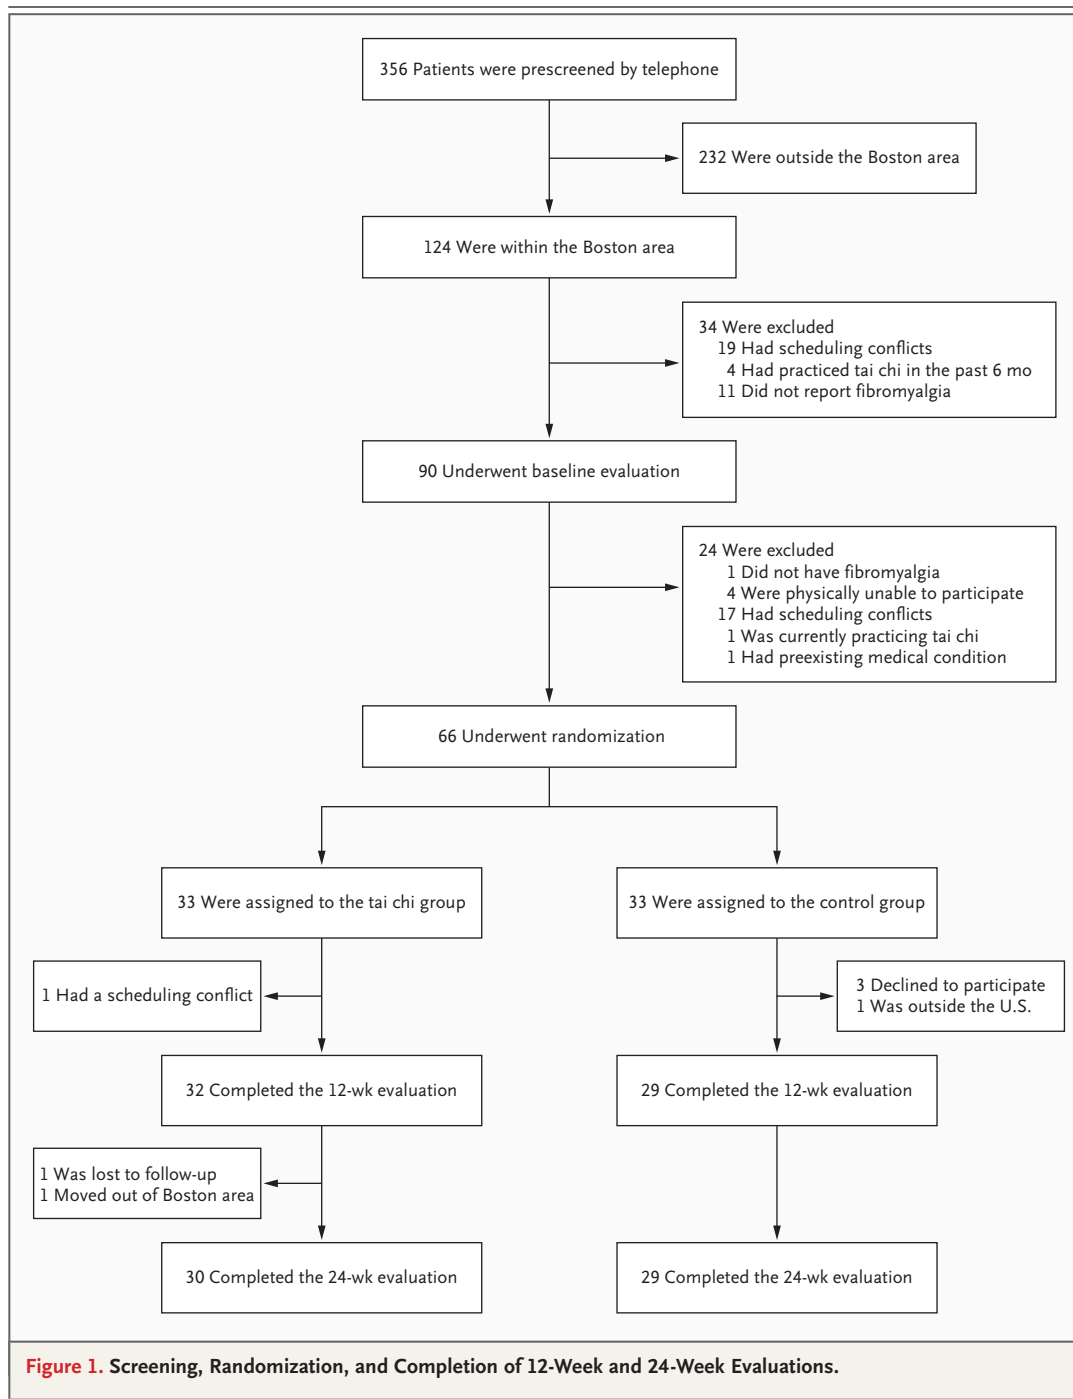 356 Patients were prescreened by telephone
232 Were outside the Boston area
124 Were within the Boston area
34 Were excluded
19 Had scheduling conflicts
4 Had practiced tai chi in the past 6 mo
11 Did not report fibromyalgia
90 Underwent baseline evaluation
24 Were excluded
1 Did not have fibromyalgia
4 Were physically unable to participate
17 Had scheduling conflicts
1 Was currently practicing tai chi
1 Had preexisting medical condition
66 Underwent randomization
33 Were assigned to the tai chi group
33 Were assigned to the control group
1 Had a scheduling conflict
3 Declined to participate
1 Was outside the U.S.
32 Completed the 12-wk evaluation
29 Completed the 12-wk evaluation
1 Was lost to follow-up
1 Moved out of Boston area
30 Completed the 24-wk evaluation
29 Completed the 24-wk evaluation
Figure 1. Screening, Randomization, and Completion of 12-Week and 24-Week Evaluations.